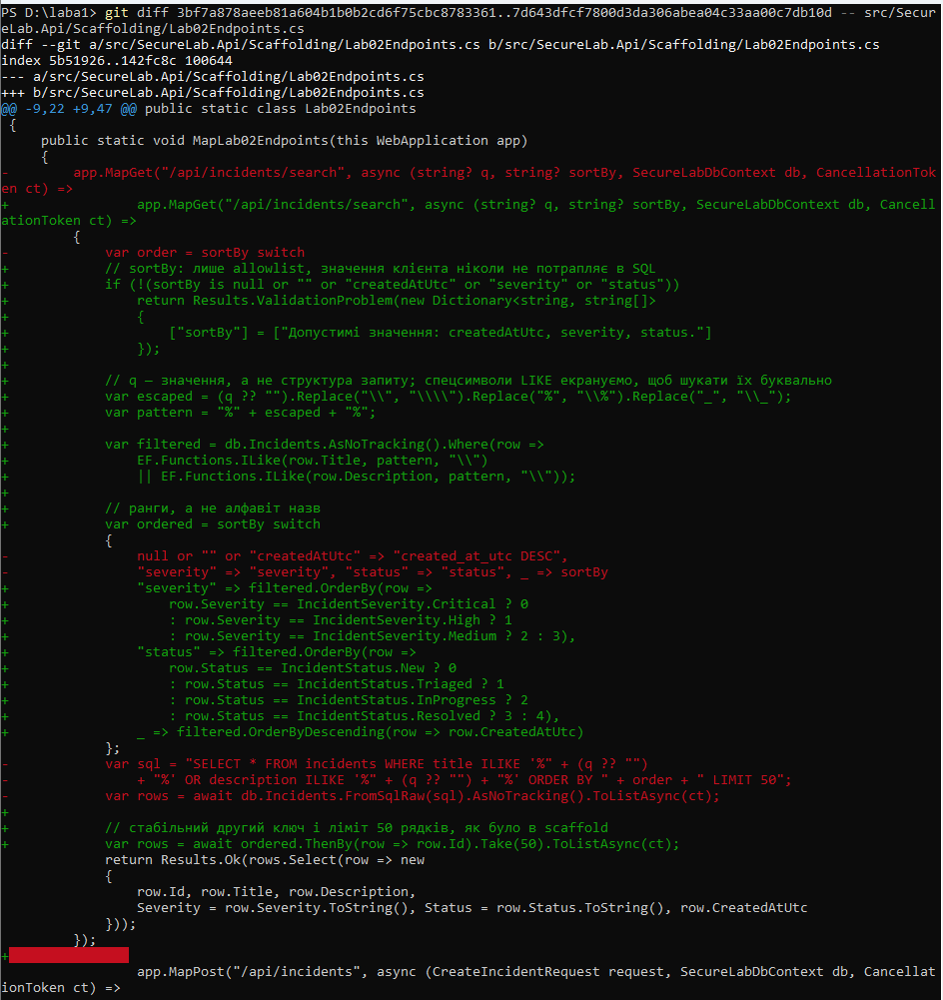 PS D:\laba1> git diff 3bf7a878aeeb81a604b1b0b2cd6f75cbc8783361..7d643dfcf7800d3da306abea04c33aa00c7db10d -- src/Secur
eLab.Api/Scaffolding/Lab02Endpoints.cs
diff --git a/src/SecureLab.Api/Scaffolding/Lab02Endpoints.cs b/src/SecureLab.Api/Scaffolding/Lab02Endpoints.cs
index 5b51926..142fc8c 100644
--- a/src/SecureLab.Api/Scaffolding/Lab02Endpoints.cs
+++ b/src/SecureLab.Api/Scaffolding/Lab02Endpoints.cs
@@ -9,22 +9,47 @@ public static class Lab02Endpoints
 {
     public static void MapLab02Endpoints(this WebApplication app)
     {
-        app.MapGet("/api/incidents/search", async (string? q, string? sortBy, SecureLabDbContext db, CancellationTok
en ct) =>
+                app.MapGet("/api/incidents/search", async (string? q, string? sortBy, SecureLabDbContext db, Cancell
ationToken ct) =>
         {
-            var order = sortBy switch
+            // sortBy: лише allowlist, значення клієнта ніколи не потрапляє в SQL
+            if (!(sortBy is null or "" or "createdAtUtc" or "severity" or "status"))
+                return Results.ValidationProblem(new Dictionary<string, string[]>
+                {
+                    ["sortBy"] = ["Допустимі значення: createdAtUtc, severity, status."]
+                });
+
+            // q — значення, а не структура запиту; спецсимволи LIKE екрануємо, щоб шукати їх буквально
+            var escaped = (q ?? "").Replace("\\", "\\\\").Replace("%", "\\%").Replace("_", "\\_");
+            var pattern = "%" + escaped + "%";
+
+            var filtered = db.Incidents.AsNoTracking().Where(row =>
+                EF.Functions.ILike(row.Title, pattern, "\\")
+                || EF.Functions.ILike(row.Description, pattern, "\\"));
+
+            // ранги, а не алфавіт назв
+            var ordered = sortBy switch
             {
-                null or "" or "createdAtUtc" => "created_at_utc DESC",
-                "severity" => "severity", "status" => "status", _ => sortBy
+                "severity" => filtered.OrderBy(row =>
+                    row.Severity == IncidentSeverity.Critical ? 0
+                    : row.Severity == IncidentSeverity.High ? 1
+                    : row.Severity == IncidentSeverity.Medium ? 2 : 3),
+                "status" => filtered.OrderBy(row =>
+                    row.Status == IncidentStatus.New ? 0
+                    : row.Status == IncidentStatus.Triaged ? 1
+                    : row.Status == IncidentStatus.InProgress ? 2
+                    : row.Status == IncidentStatus.Resolved ? 3 : 4),
+                _ => filtered.OrderByDescending(row => row.CreatedAtUtc)
             };
-            var sql = "SELECT * FROM incidents WHERE title ILIKE '%" + (q ?? "")
-                + "%' OR description ILIKE '%" + (q ?? "") + "%' ORDER BY " + order + " LIMIT 50";
-            var rows = await db.Incidents.FromSqlRaw(sql).AsNoTracking().ToListAsync(ct);
+
+            // стабільний другий ключ і ліміт 50 рядків, як було в scaffold
+            var rows = await ordered.ThenBy(row => row.Id).Take(50).ToListAsync(ct);
             return Results.Ok(rows.Select(row => new
             {
                 row.Id, row.Title, row.Description,
                 Severity = row.Severity.ToString(), Status = row.Status.ToString(), row.CreatedAtUtc
             }));
         });
+
                 app.MapPost("/api/incidents", async (CreateIncidentRequest request, SecureLabDbContext db, Cancellat
ionToken ct) =>